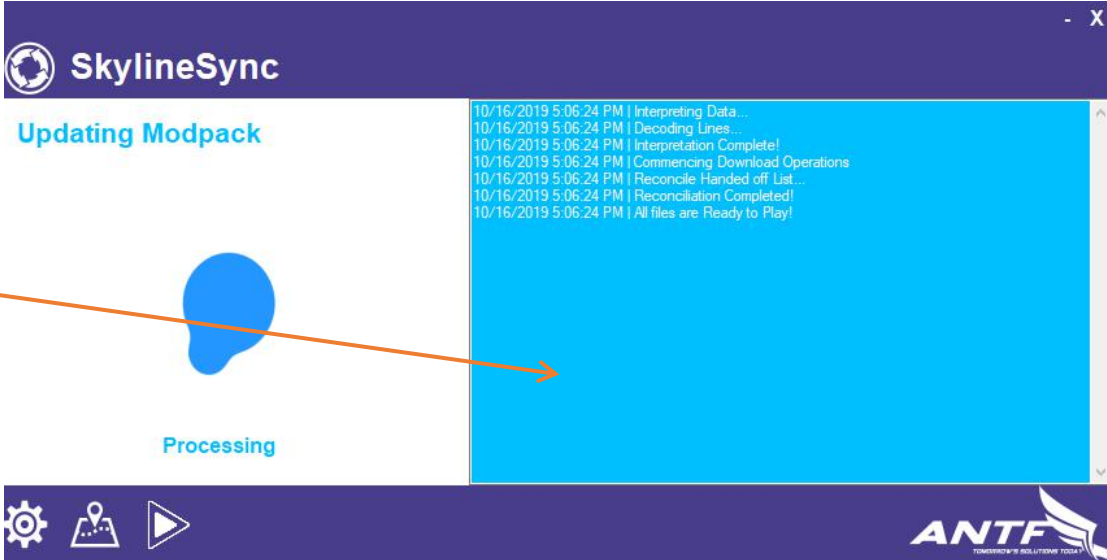 - X
SkylineSync
Updating Modpack
10/16/2019 5:06:24 PM | Interpreting Data...
10/16/2019 5:06:24 PM | Decoding Lines...
10/16/2019 5:06:24 PM | Interpretation Complete!
10/16/2019 5:06:24 PM | Commencing Download Operations
10/16/2019 5:06:24 PM | Reconcile Handed off List...
10/16/2019 5:06:24 PM | Reconciliation Completed!
10/16/2019 5:06:24 PM | All files are Ready to Play!
Processing
ANTF
TOMORROW'S SOLUTIONS TODAY